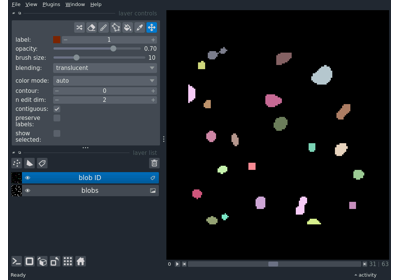 File View Plugins Window Help
layer controls
label: 1
opacity: 0.70
brush size: 10
blending: translucent
color mode: auto
contour: 0
n edit dim: 2
contiguous:
preserve
labels:
show
selected:
layer list
blob ID
blobs
0
31 63
Ready
activity